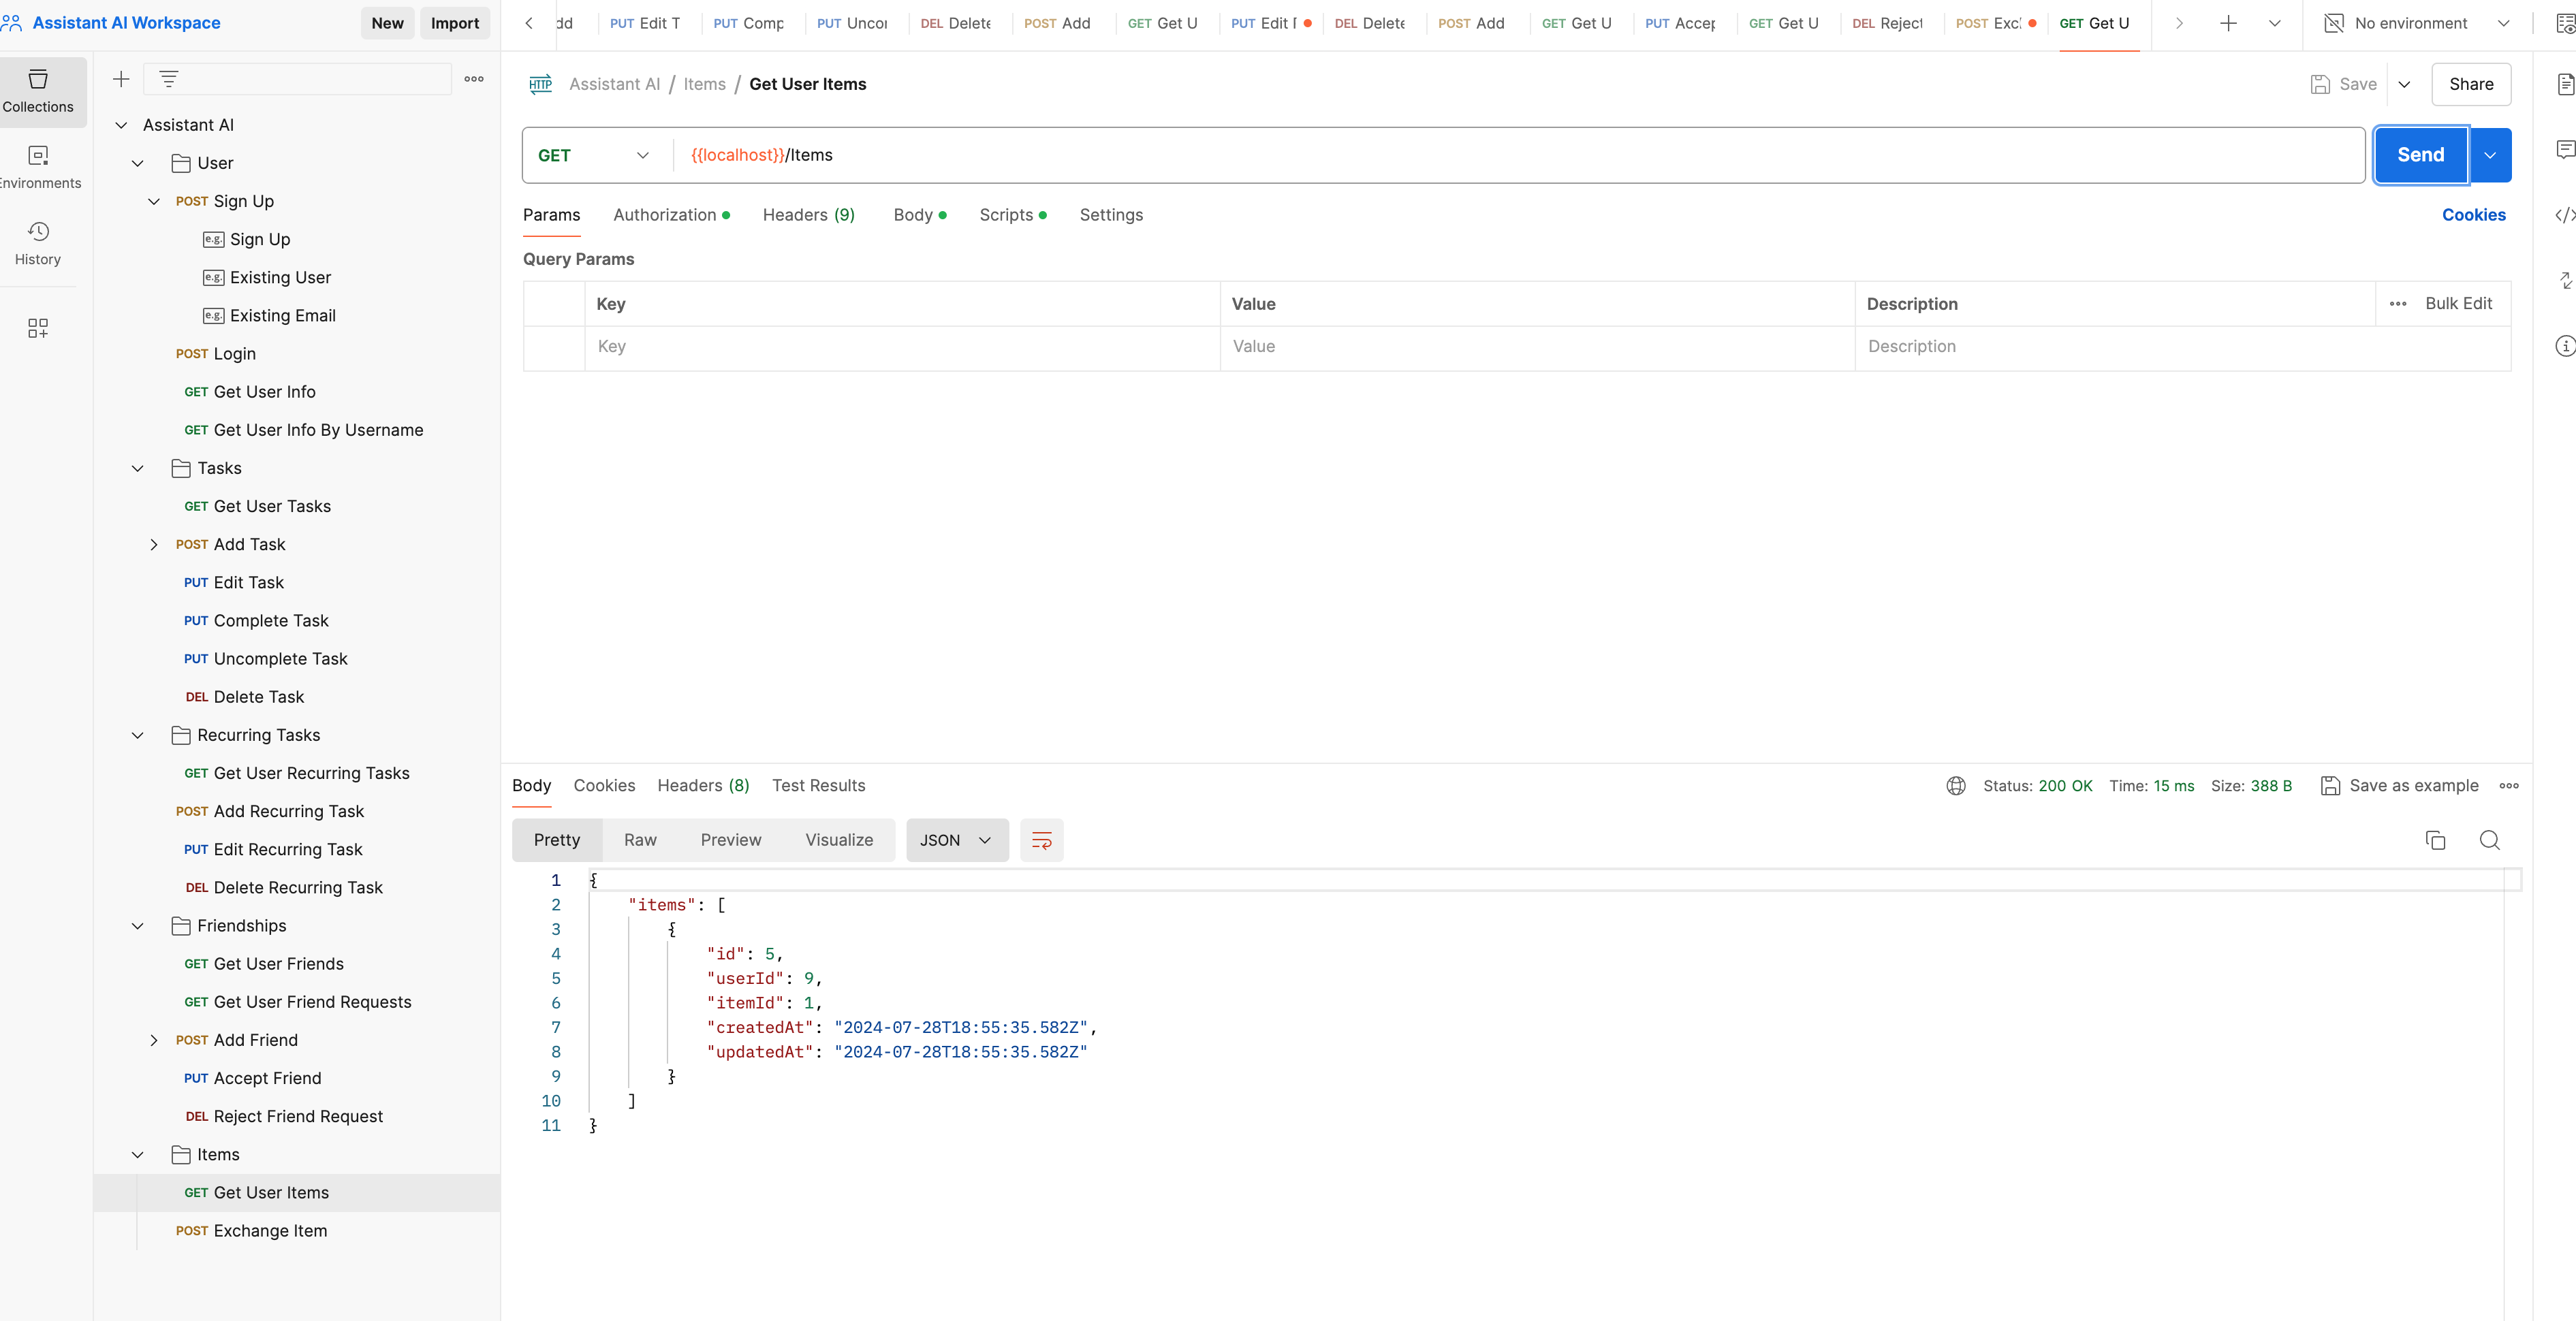 Assistant AI Workspace
New
Import
PUT Edit T
PUT Comp
PUT Uncor
DEL Delete
POST Add
GET Get U
PUT Edit
DEL Delete
POST Add
GET Get U
PUT Accep
GET Get U
DEL Reject
POST Exc
GET Get U
No environment
Collections
Environments
History
Assistant AI
User
POST Sign Up
e.g. Sign Up
e.g. Existing User
e.g. Existing Email
POST Login
GET Get User Info
GET Get User Info By Username
Tasks
GET Get User Tasks
POST Add Task
PUT Edit Task
PUT Complete Task
PUT Uncomplete Task
DEL Delete Task
Recurring Tasks
GET Get User Recurring Tasks
POST Add Recurring Task
PUT Edit Recurring Task
DEL Delete Recurring Task
Friendships
GET Get User Friends
GET Get User Friend Requests
POST Add Friend
PUT Accept Friend
DEL Reject Friend Request
Items
GET Get User Items
POST Exchange Item
HTTP Assistant AI / Items / Get User Items
Save
Share
GET
{{localhost}}/Items
Send
Params
Authorization
Headers (9)
Body
Scripts
Settings
Cookies
Query Params
Key
Value
Description
Bulk Edit
Key
Value
Description
Body
Cookies
Headers (8)
Test Results
Status: 200 OK
Time: 15 ms
Size: 388 B
Save as example
Pretty
Raw
Preview
Visualize
JSON
1 {
2 "items": [
3 {
4 "id": 5,
5 "userId": 9,
6 "itemId": 1,
7 "createdAt": "2024-07-28T18:55:35.582Z",
8 "updatedAt": "2024-07-28T18:55:35.582Z"
9 }
10 ]
11 }